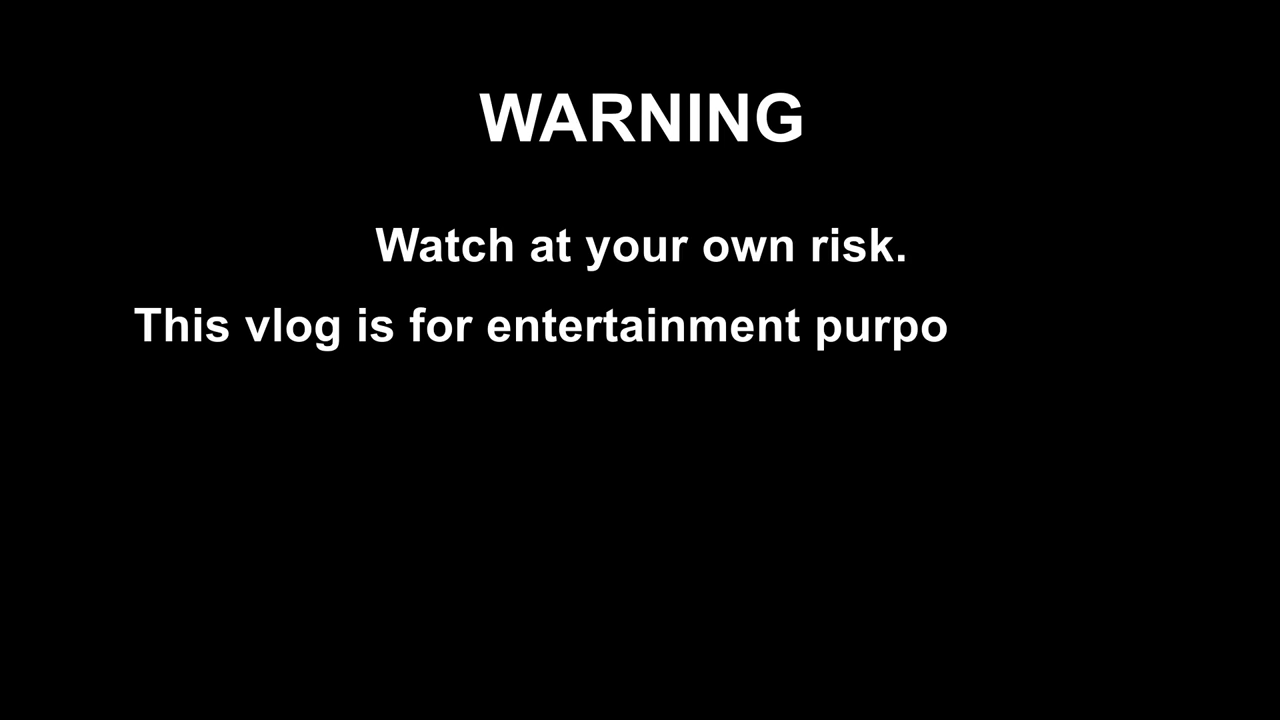 WARNING
Watch at your own risk.
This vlog is for entertainment purpo